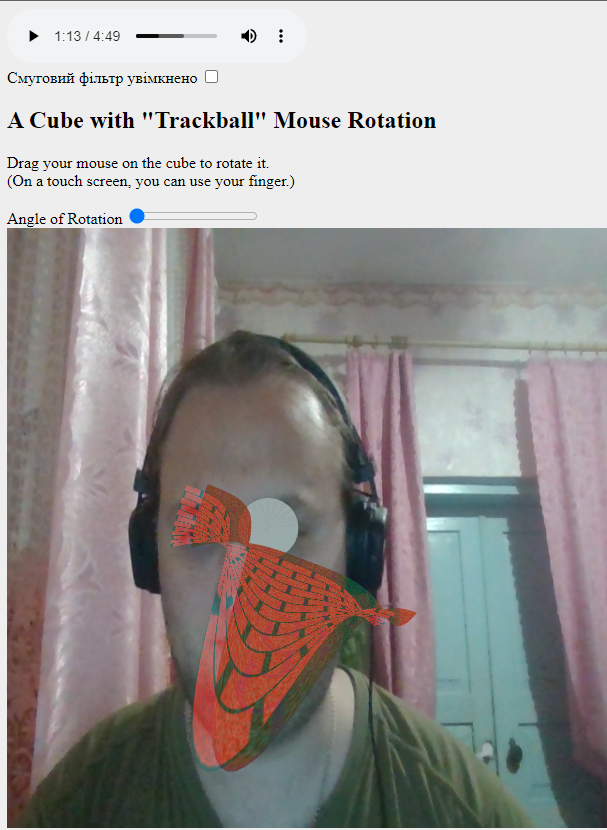 1:13 / 4:49
Смуговий фільтр увімкнено
A Cube with "Trackball" Mouse Rotation
Drag your mouse on the cube to rotate it.
(On a touch screen, you can use your finger.)
Angle of Rotation